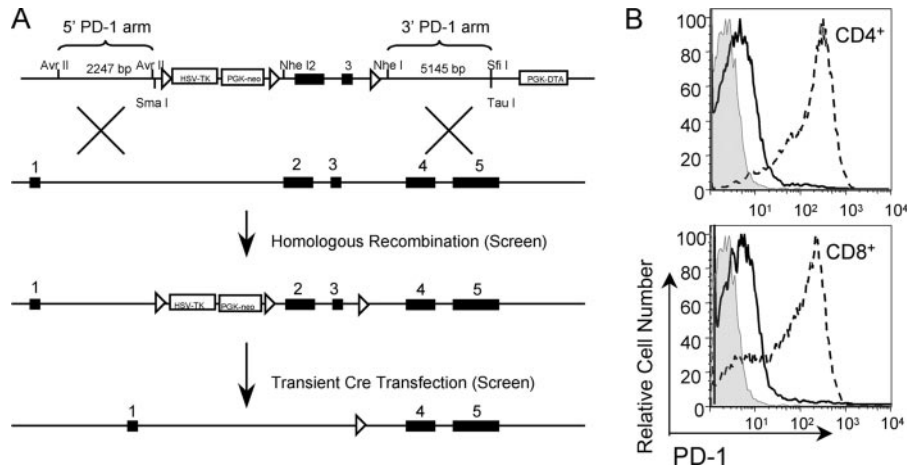 A
5’ PD-1 arm
3’ PD-1 arm
Avr II
2247 bp
Avr II
HSV-TK
PGK-neo
Nhe I
2
3
Nhe I
5145 bp
Sfi I
PGK-DTA
Sma I
Tau I
1
2
3
4
5
Homologous Recombination (Screen)
1
HSV-TK
PGK-neo
2
3
4
5
Transient Cre Transfection (Screen)
1
4
5
B
CD4⁺
100
80
60
40
20
0
10¹
10²
10³
10⁴
CD8⁺
100
80
60
40
20
0
10¹
10²
10³
10⁴
Relative Cell Number
PD-1